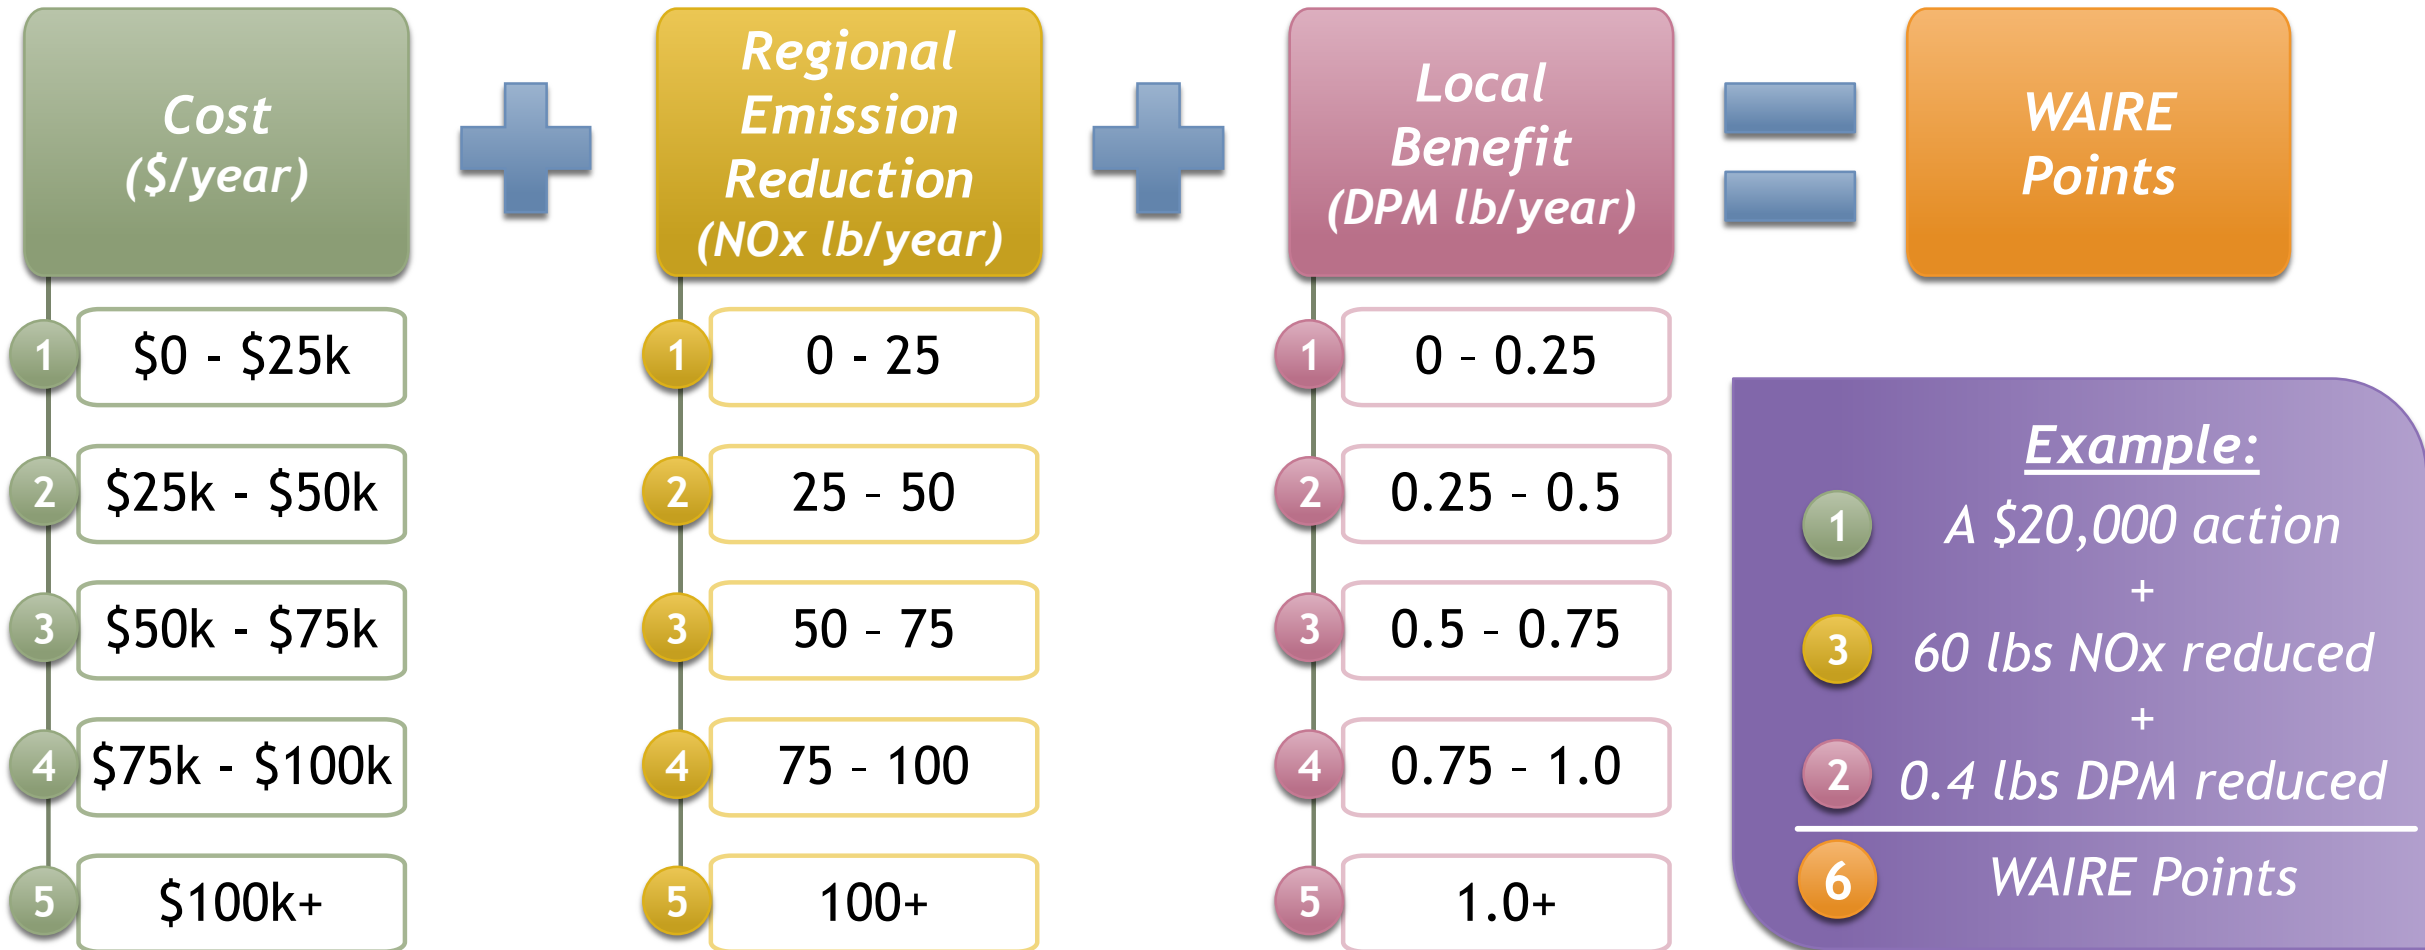 Cost
($/year)
Regional
Emission
Reduction
(NOx lb/year)
Local
Benefit
(DPM lb/year)
WAIRE
Points
1
$0 - $25k
2
$25k - $50k
3
$50k - $75k
4
$75k - $100k
5
$100k+
1
0 - 25
2
25 – 50
3
50 – 75
4
75 – 100
5
100+
1
0 – 0.25
2
0.25 – 0.5
3
0.5 – 0.75
4
0.75 – 1.0
5
1.0+
Example:
1 A $20,000 action
+
3 60 lbs NOx reduced
+
2 0.4 lbs DPM reduced
6 WAIRE Points